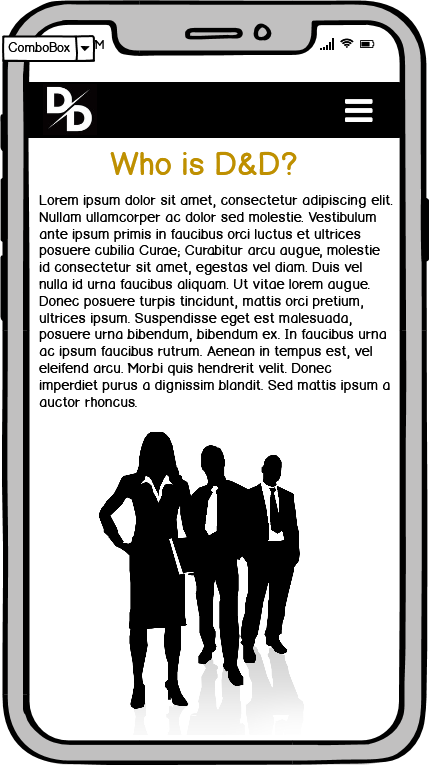 ComboBox
M
D
D
Who is D&D?
Lorem ipsum dolor sit amet, consectetur adipiscing elit.
Nullam ullamcorper ac dolor sed molestie. Vestibulum
ante ipsum primis in faucibus orci luctus et ultrices
posuere cubilia Curae; Curabitur arcu augue, molestie
id consectetur sit amet, egestas vel diam. Duis vel
nulla id urna faucibus aliquam. Ut vitae lorem augue.
Donec posuere turpis tincidunt, mattis orci pretium,
ultrices ipsum. Suspendisse eget est malesuada,
posuere urna bibendum, bibendum ex. In faucibus urna
ac ipsum faucibus rutrum. Aenean in tempus est, vel
eleifend arcu. Morbi quis hendrerit velit. Donec
imperdiet purus a dignissim blandit. Sed mattis ipsum a
auctor rhoncus.